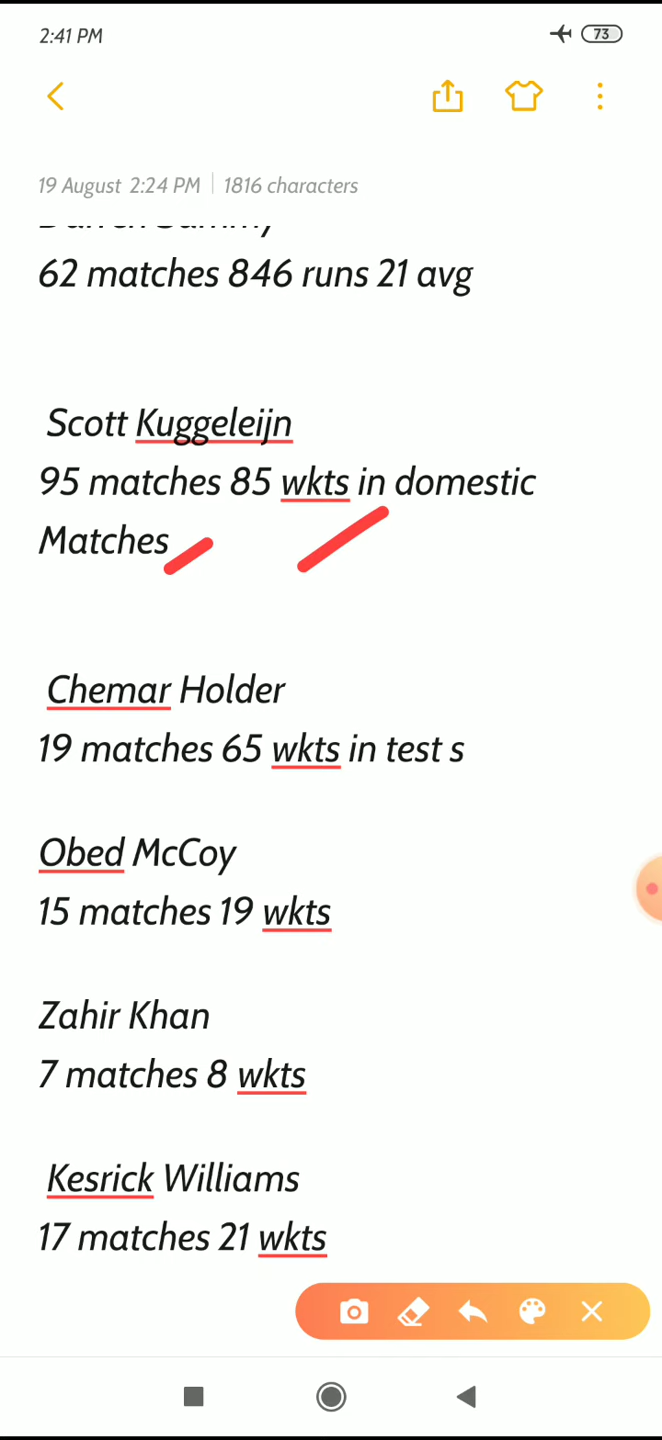 2:41 PM
73
19 August 2:24 PM | 1816 characters
62 matches 846 runs 21 avg
Scott Kuggeleijn
95 matches 85 wkts in domestic
Matches
Chemar Holder
19 matches 65 wkts in test s
Obed McCoy
15 matches 19 wkts
Zahir Khan
7 matches 8 wkts
Kesrick Williams
17 matches 21 wkts